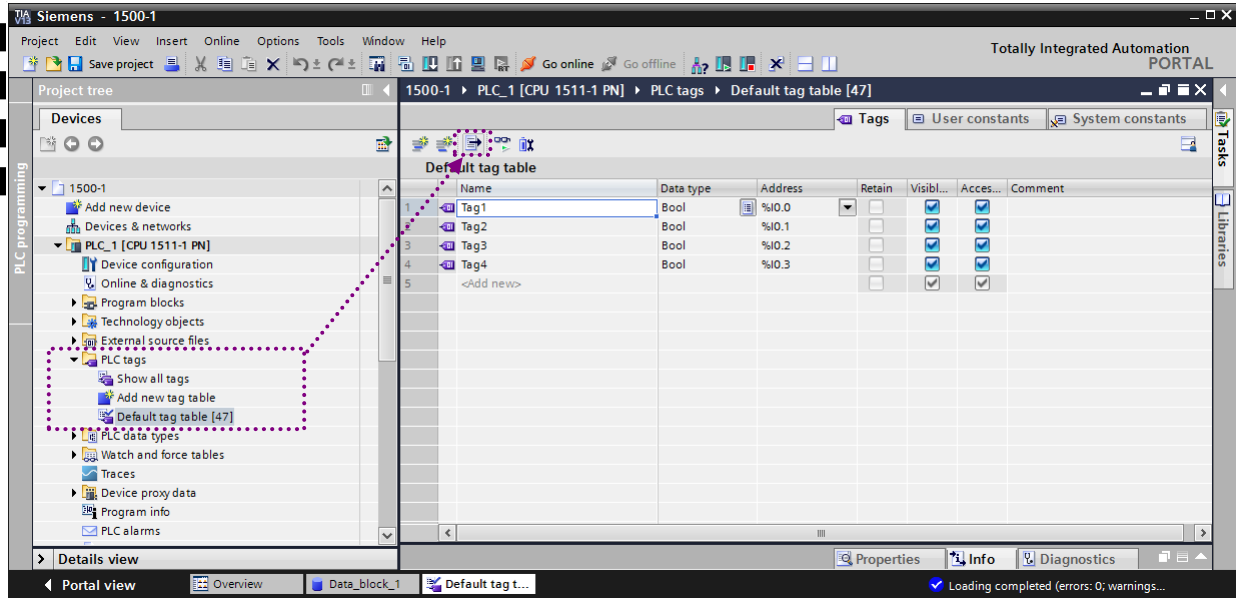 TIA V13 Siemens - 1500-1
Project Edit View Insert Online Options Tools Window Help
Totally Integrated Automation
PORTAL
Save project Go online Go offline
Project tree
1500-1 PLC_1 [CPU 1511-1 PN] PLC tags Default tag table [47]
Devices
Tags User constants System constants
Default tag table
Name Data type Address Retain Visibl... Acces... Comment
1 Tag1 Bool %I0.0
2 Tag2 Bool %I0.1
3 Tag3 Bool %I0.2
4 Tag4 Bool %I0.3
5 <Add new>
1500-1
Add new device
Devices & networks
PLC_1 [CPU 1511-1 PN]
Device configuration
Online & diagnostics
Program blocks
Technology objects
External source files
PLC tags
Show all tags
Add new tag table
Default tag table [47]
PLC data types
Watch and force tables
Traces
Device proxy data
Program info
PLC alarms
PLC programming
Tasks
Libraries
Details view
Properties Info Diagnostics
Portal view Overview Data_block_1 Default tag t...
Loading completed (errors: 0; warnings...